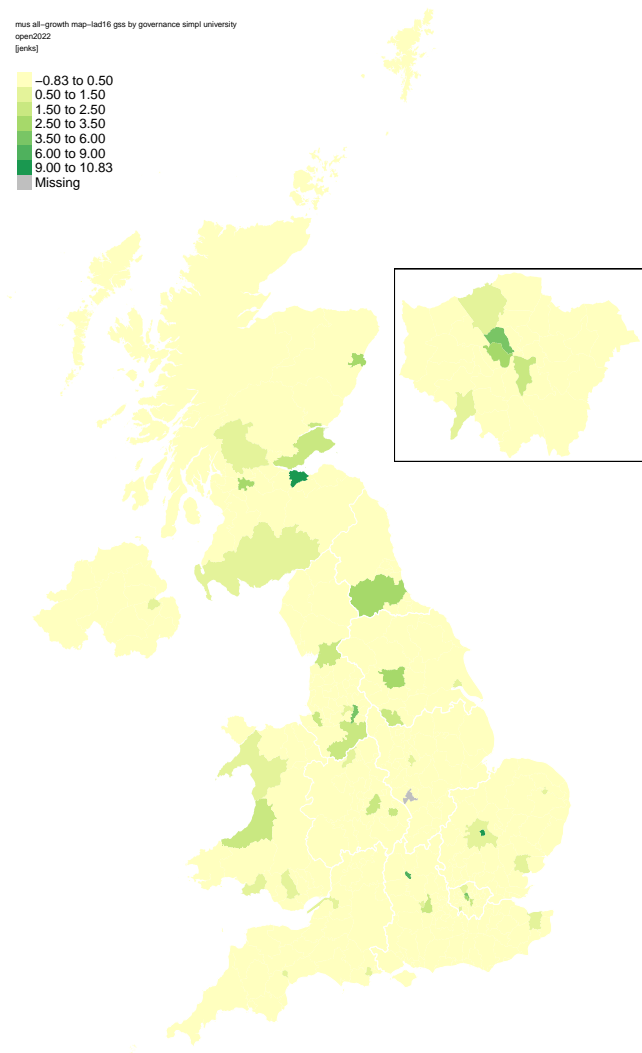 mus all−growth map−lad16 gss by governance simpl university
open2022
[jenks]
−0.83 to 0.50
0.50 to 1.50
1.50 to 2.50
2.50 to 3.50
3.50 to 6.00
6.00 to 9.00
9.00 to 10.83
Missing